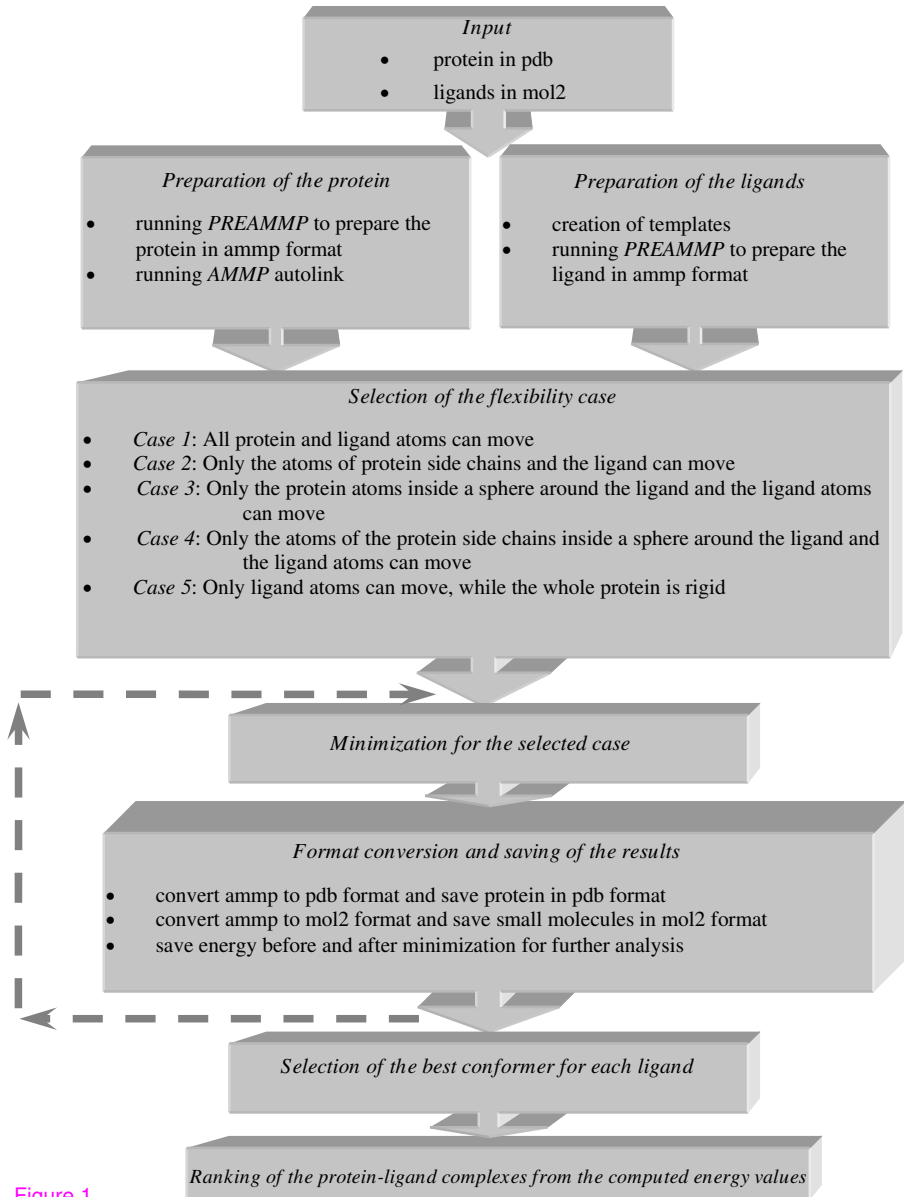 Input
• protein in pdb
• ligands in mol2
Preparation of the protein
• running PREAMMP to prepare the
protein in ammp format
• running AMMP autolink
Preparation of the ligands
• creation of templates
• running PREAMMP to prepare the
ligand in ammp format
Selection of the flexibility case
• Case 1: All protein and ligand atoms can move
• Case 2: Only the atoms of protein side chains and the ligand can move
• Case 3: Only the protein atoms inside a sphere around the ligand and the ligand atoms
can move
• Case 4: Only the atoms of the protein side chains inside a sphere around the ligand and
the ligand atoms can move
• Case 5: Only ligand atoms can move, while the whole protein is rigid
Minimization for the selected case
Format conversion and saving of the results
• convert ammp to pdb format and save protein in pdb format
• convert ammp to mol2 format and save small molecules in mol2 format
• save energy before and after minimization for further analysis
Selection of the best conformer for each ligand
Ranking of the protein-ligand complexes from the computed energy values
Figure 1